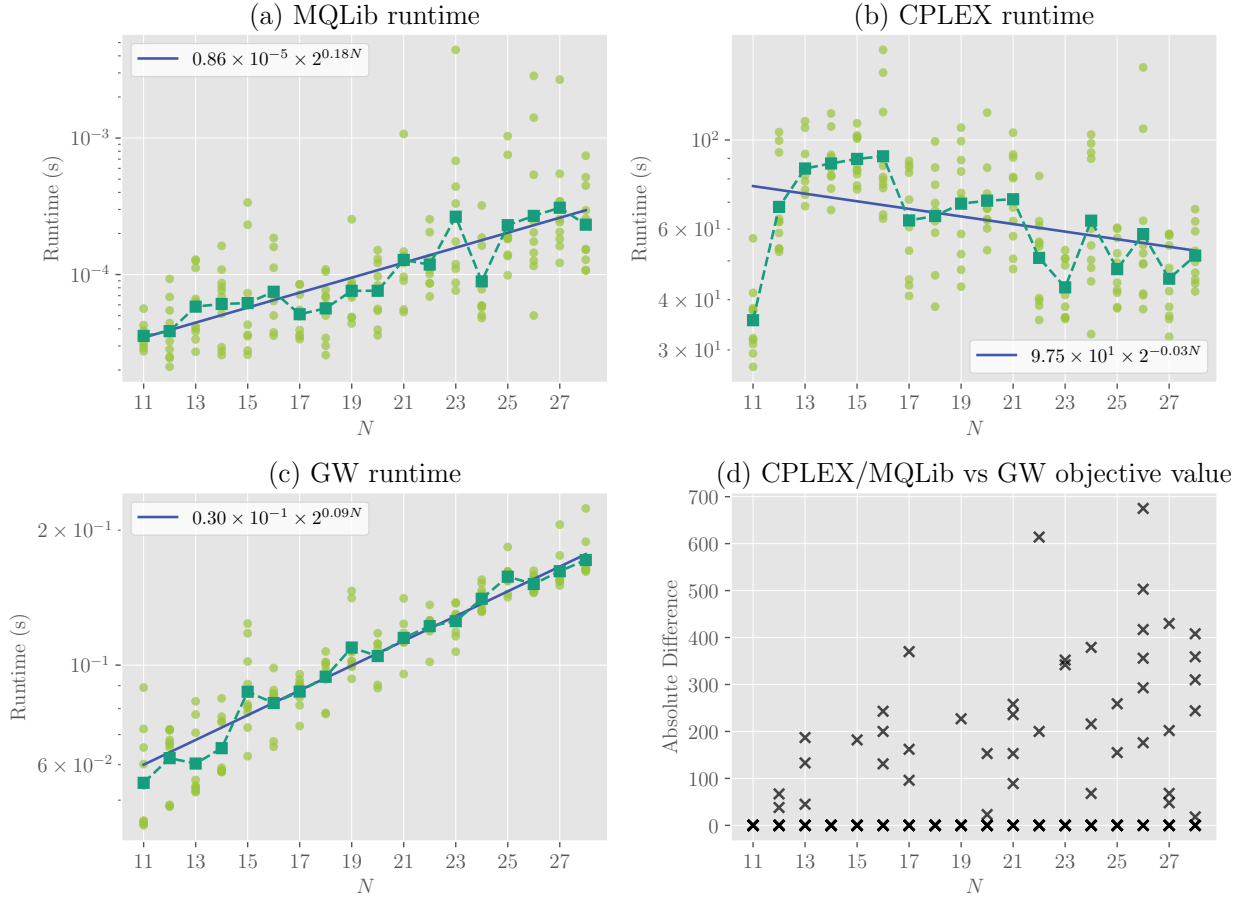 (a) MQLib runtime
0.86 × 10⁻⁵ × 2^{0.18N}
Runtime (s)
10⁻³
10⁻⁴
11 13 15 17 19 21 23 25 27
N
(b) CPLEX runtime
9.75 × 10¹ × 2^{-0.03N}
Runtime (s)
10²
6 × 10¹
4 × 10¹
3 × 10¹
11 13 15 17 19 21 23 25 27
N
(c) GW runtime
0.30 × 10⁻¹ × 2^{0.09N}
Runtime (s)
2 × 10⁻¹
10⁻¹
6 × 10⁻²
11 13 15 17 19 21 23 25 27
N
(d) CPLEX/MQLib vs GW objective value
Absolute Difference
700
600
500
400
300
200
100
0
11 13 15 17 19 21 23 25 27
N